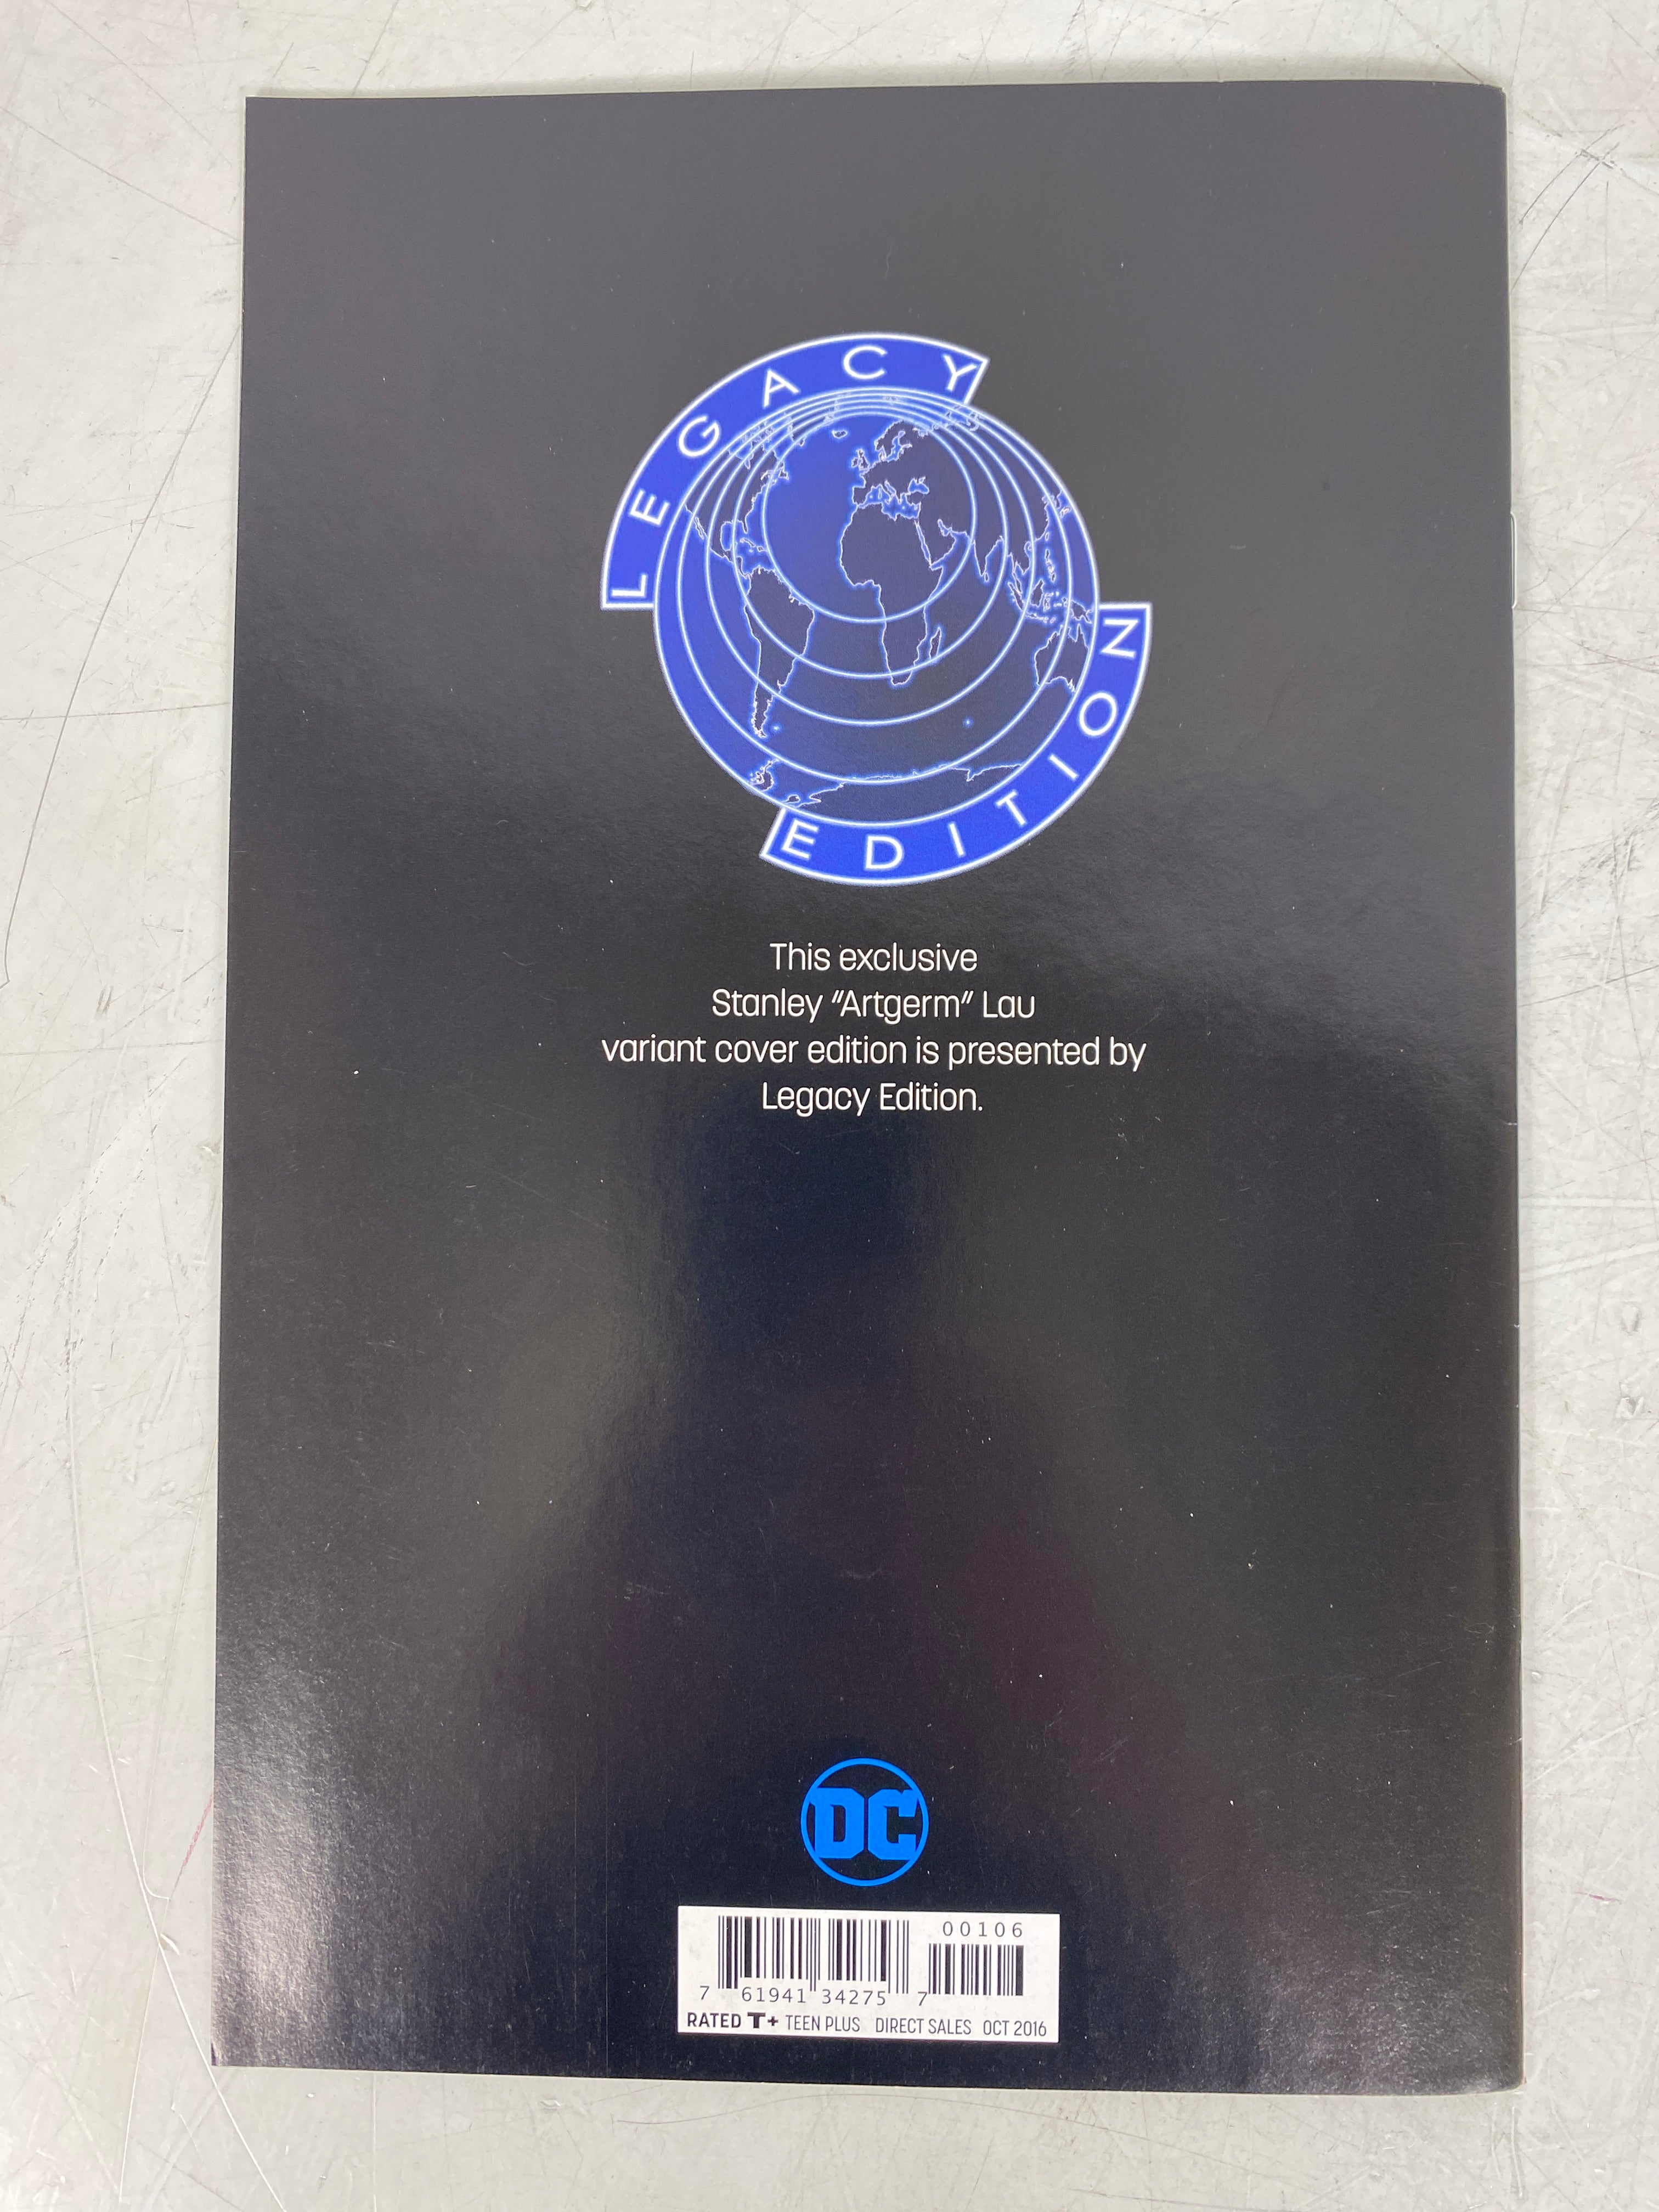 LEGACY
EDITION
This exclusive
Stanley “Artgerm” Lau
variant cover edition is presented by
Legacy Edition.
DC
00106
7 61941 34275 7
RATED T+ TEEN PLUS DIRECT SALES OCT 2016